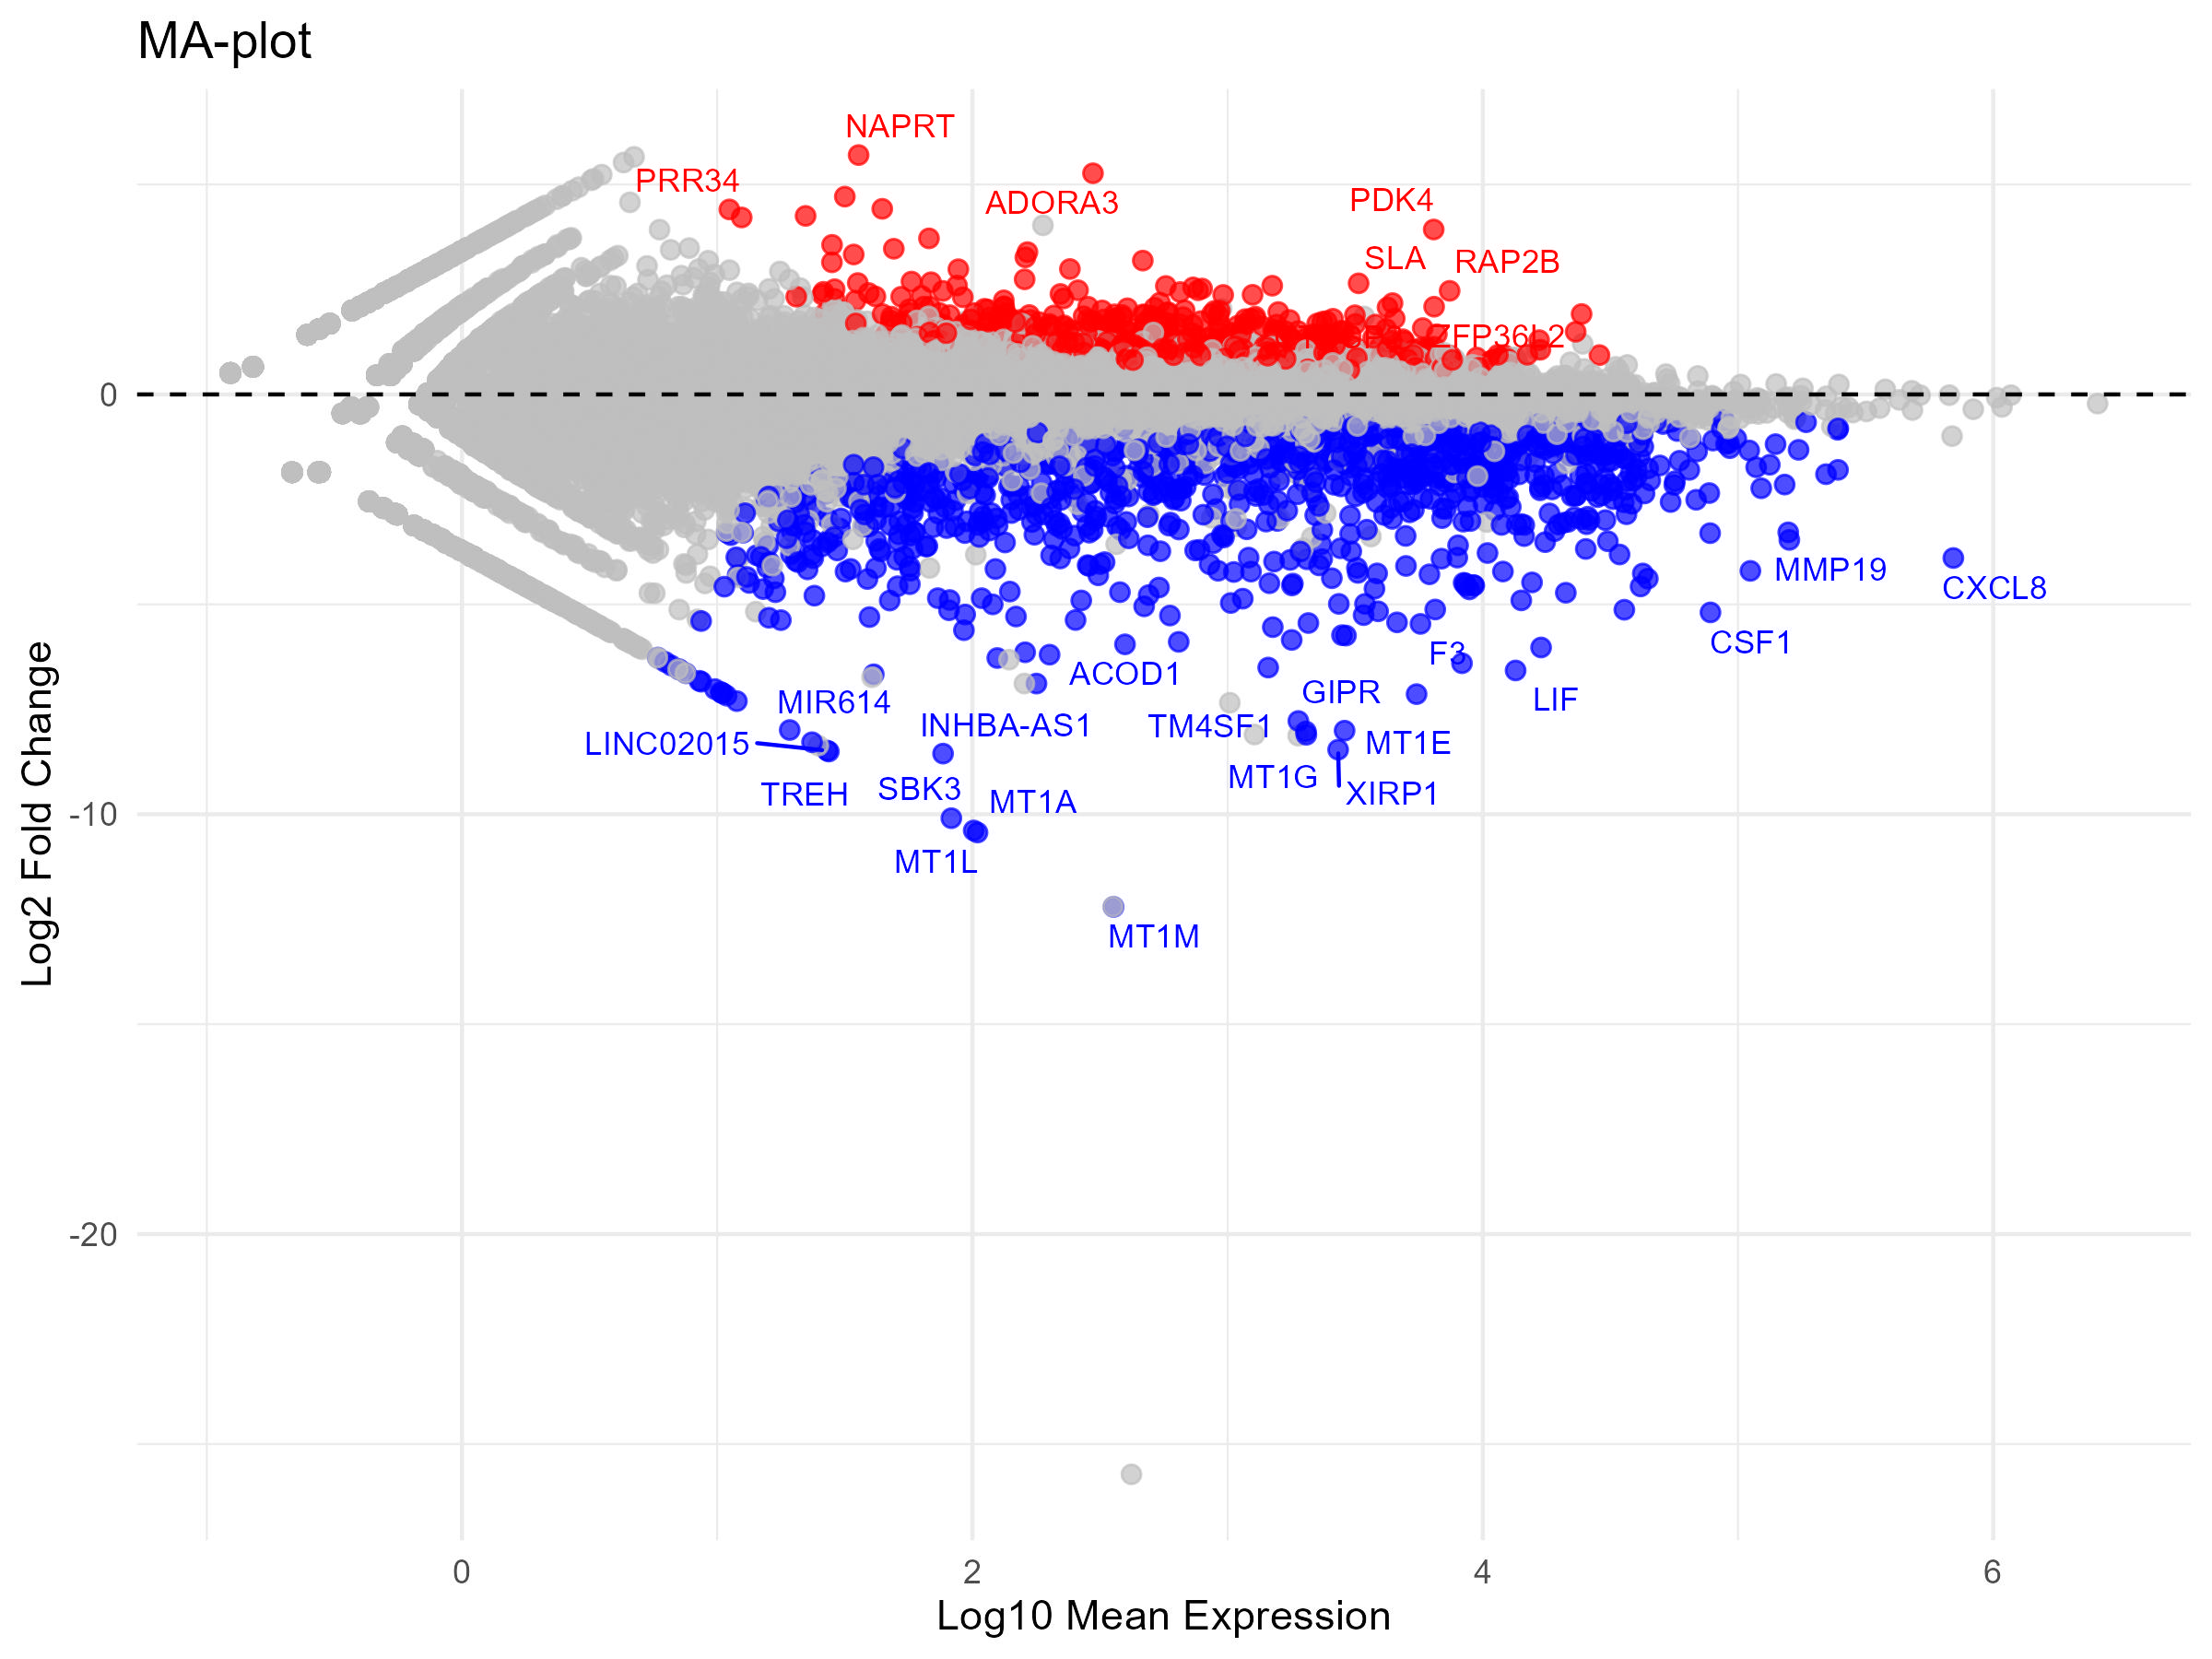 MA-plot
NAPRT
PRR34
ADORA3
PDK4
SLA
RAP2B
ZFP36L2
0
MMP19
CXCL8
CSF1
F3
ACOD1
LIF
GIPR
MIR614
INHBA-AS1
TM4SF1
LINC02015
MT1E
MT1G
SBK3
TREH
XIRP1
MT1A
-10
MT1L
MT1M
-20
0
2
4
6
Log10 Mean Expression
Log2 Fold Change